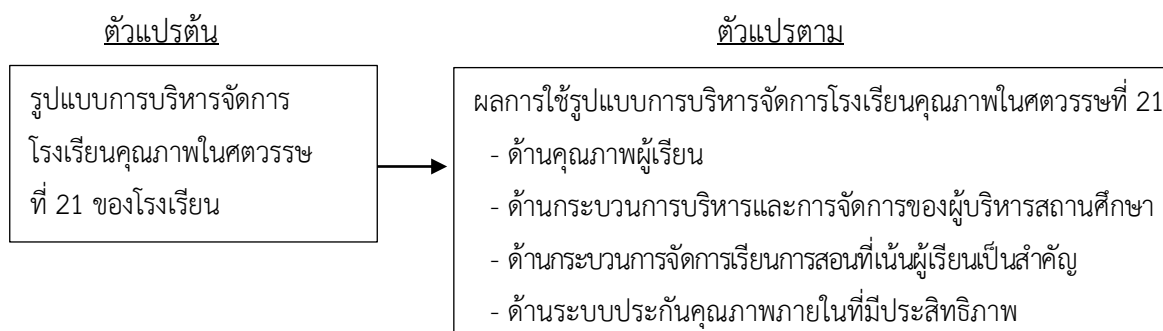 ตัวแปรต้น
ตัวแปรตาม
รูปแบบการบริหารจัดการ
โรงเรียนคุณภาพในศตวรรษ
ที่ 21 ของโรงเรียน
ผลการใช้รูปแบบการบริหารจัดการโรงเรียนคุณภาพในศตวรรษที่ 21
- ด้านคุณภาพผู้เรียน
- ด้านกระบวนการบริหารและการจัดการของผู้บริหารสถานศึกษา
- ด้านกระบวนการจัดการเรียนการสอนที่เน้นผู้เรียนเป็นสำคัญ
- ด้านระบบประกันคุณภาพภายในที่มีประสิทธิภาพ